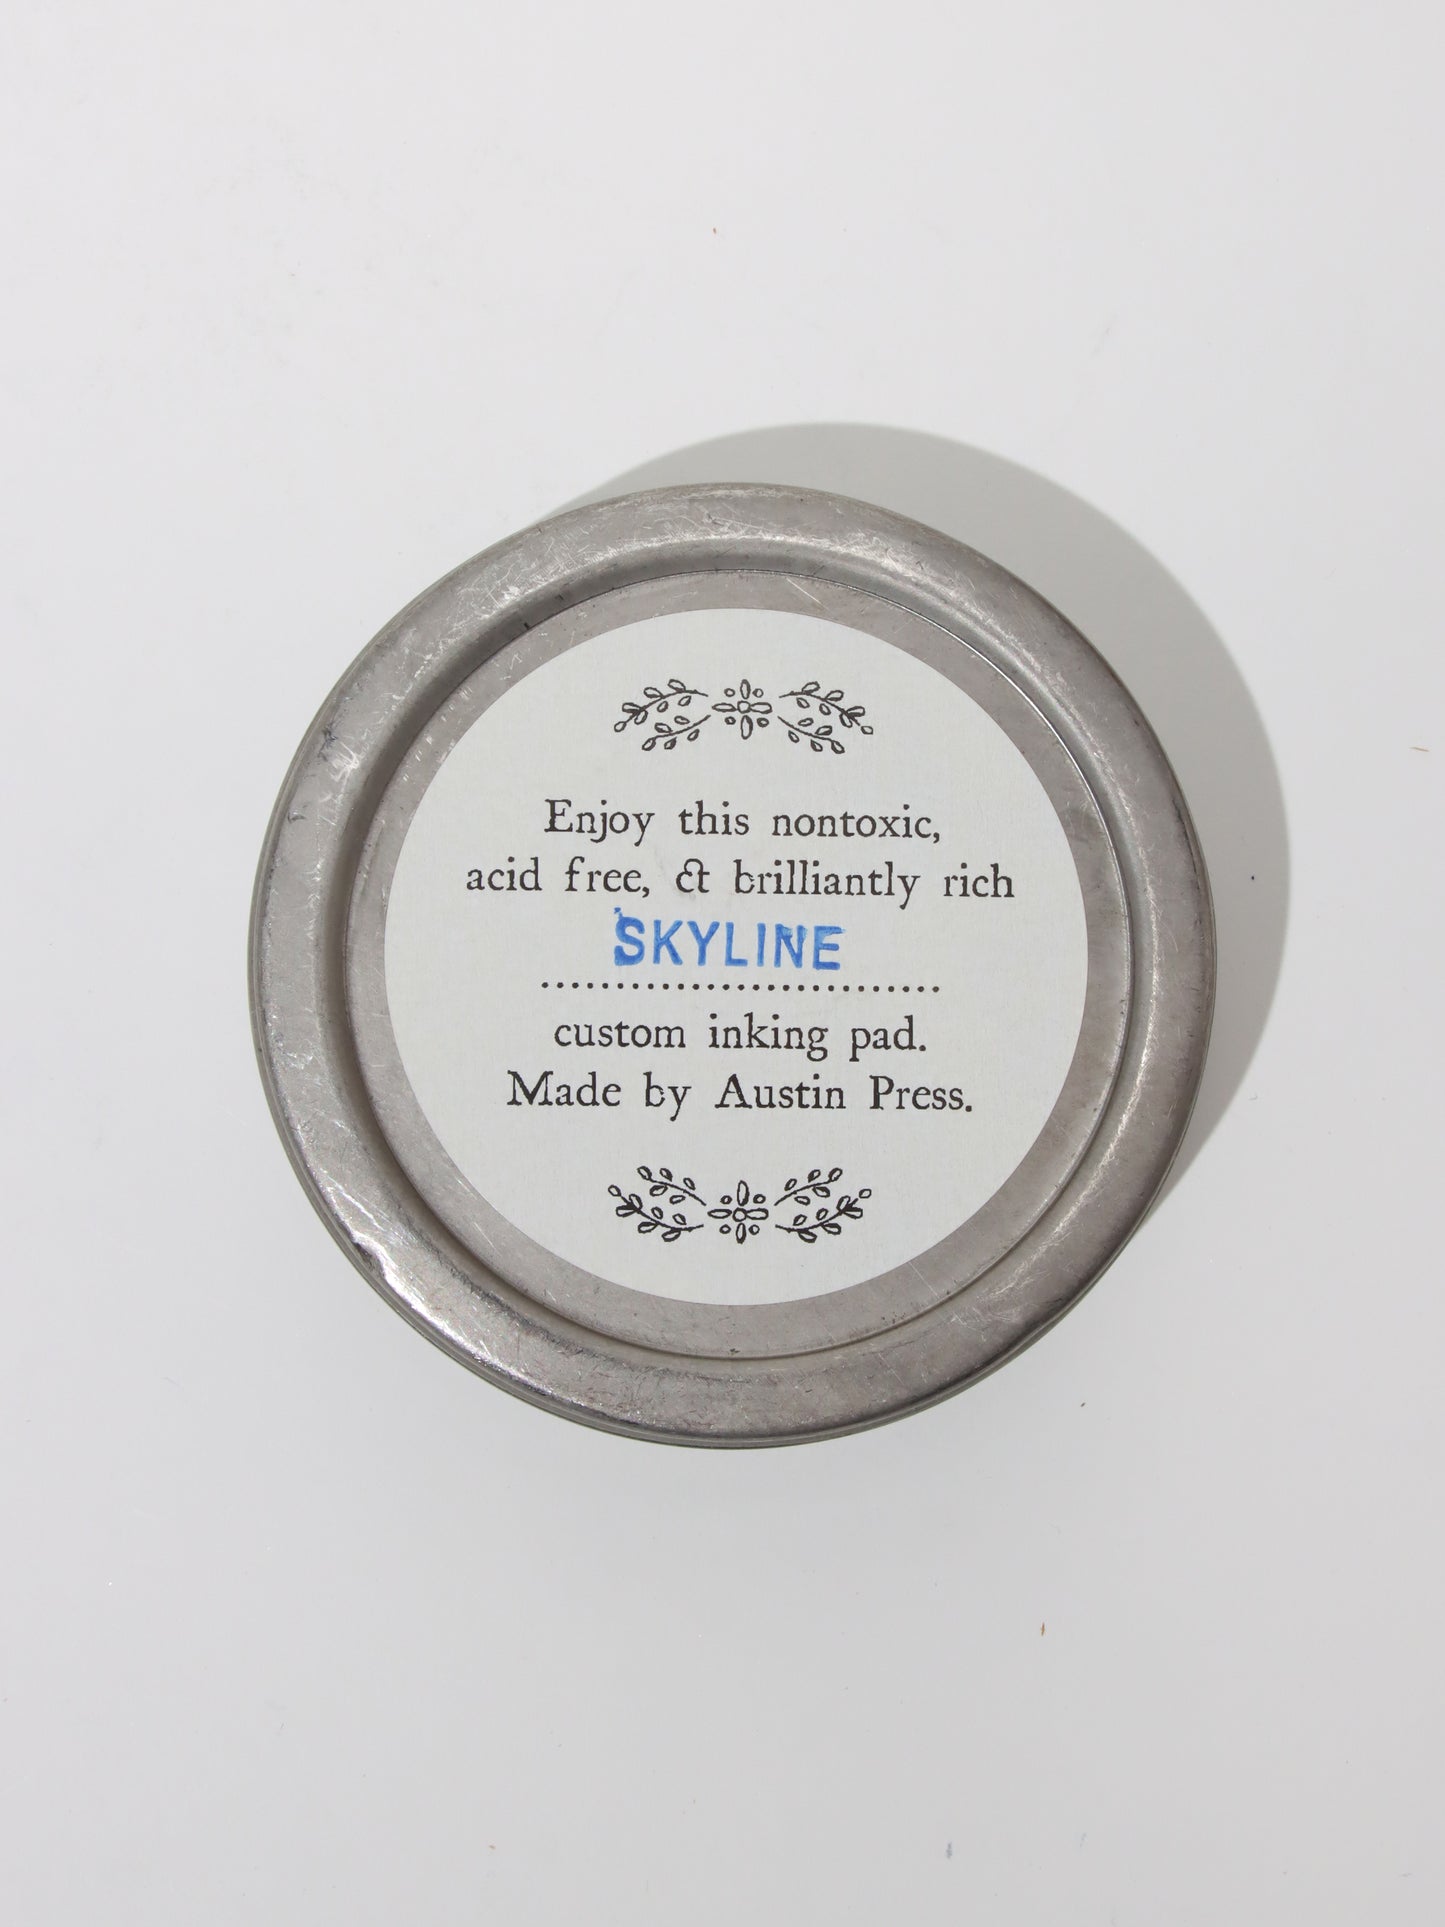 Enjoy this nontoxic,
acid free, & brilliantly rich
SKYLINE
custom inking pad.
Made by Austin Press.